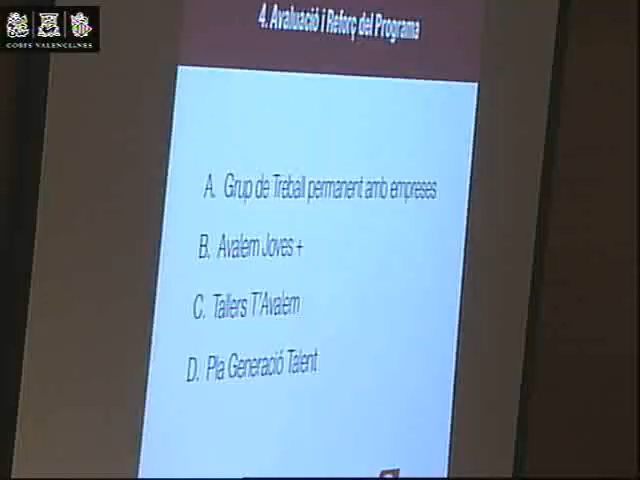 CORTS VALENCIANES
4. Avaluació i Reforç del Programa
A. Grup de Treball permanent amb empreses
B. Avalem Joves +
C. Tallers T'Avalem
D. Pla Generació Talent